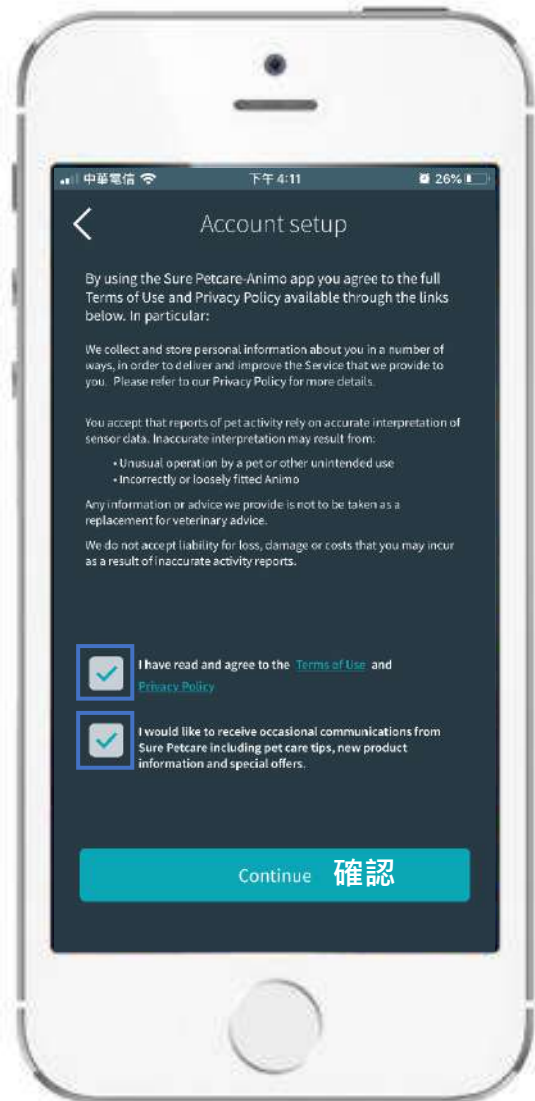 中華電信 下午 4:11 26%
Account setup
By using the Sure Petcare-Animo app you agree to the full
Terms of Use and Privacy Policy available through the links
below. In particular:
We collect and store personal information about you in a number of
ways, in order to deliver and improve the Service that we provide to
you. Please refer to our Privacy Policy for more details.
You accept that reports of pet activity rely on accurate interpretation of
sensor data. Inaccurate interpretation may result from:
• Unusual operation by a pet or other unintended use
• Incorrectly or loosely fitted Animo
Any information or advice we provide is not to be taken as a
replacement for veterinary advice.
We do not accept liability for loss, damage or costs that you may incur
as a result of inaccurate activity reports.
I have read and agree to the Terms of Use and
Privacy Policy
I would like to receive occasional communications from
Sure Petcare including pet care tips, new product
information and special offers.
Continue 確認